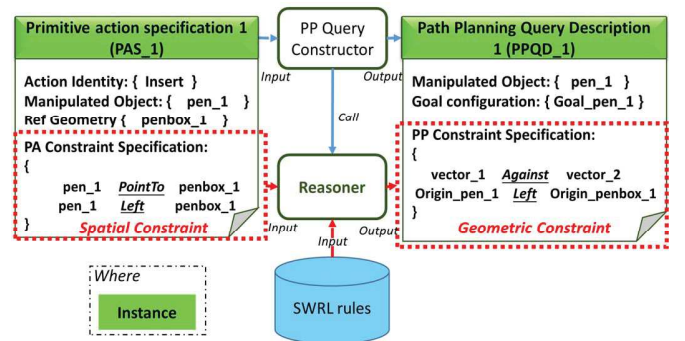 Primitive action specification 1
(PAS_1)
Action Identity: { Insert }
Manipulated Object: { pen_1 }
Ref Geometry { penbox_1 }
PA Constraint Specification:
{
pen_1 PointTo penbox_1
pen_1 Left penbox_1
}
Spatial Constraint
Input
PP Query
Constructor
Output
Call
Reasoner
Input
Input
Output
SWRL rules
Path Planning Query Description
1 (PPQD_1)
Manipulated Object: { pen_1 }
Goal configuration: { Goal_pen_1 }
PP Constraint Specification:
{
vector_1 Against vector_2
Origin_pen_1 Left Origin_penbox_1
}
Geometric Constraint
Where
Instance